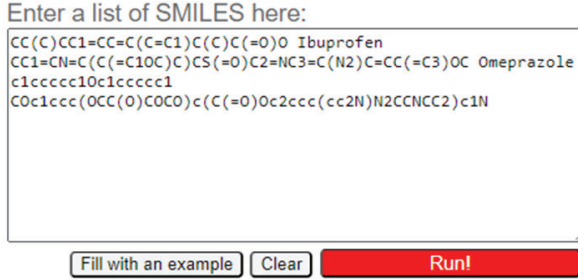 Enter a list of SMILES here:
CC(C)CC1=CC=C(C=C1)C(C)C(=O)O Ibuprofen
CC1=CN=C(C(=C1OC)C)CS(=O)C2=NC3=C(N2)C=CC(=C3)OC Omeprazole
c1ccccc1Oc1ccccc1
COc1ccc(OCC(O)COCO)c(C(=O)Oc2ccc(cc2N)N2CCNCC2)c1N
Fill with an example Clear Run!